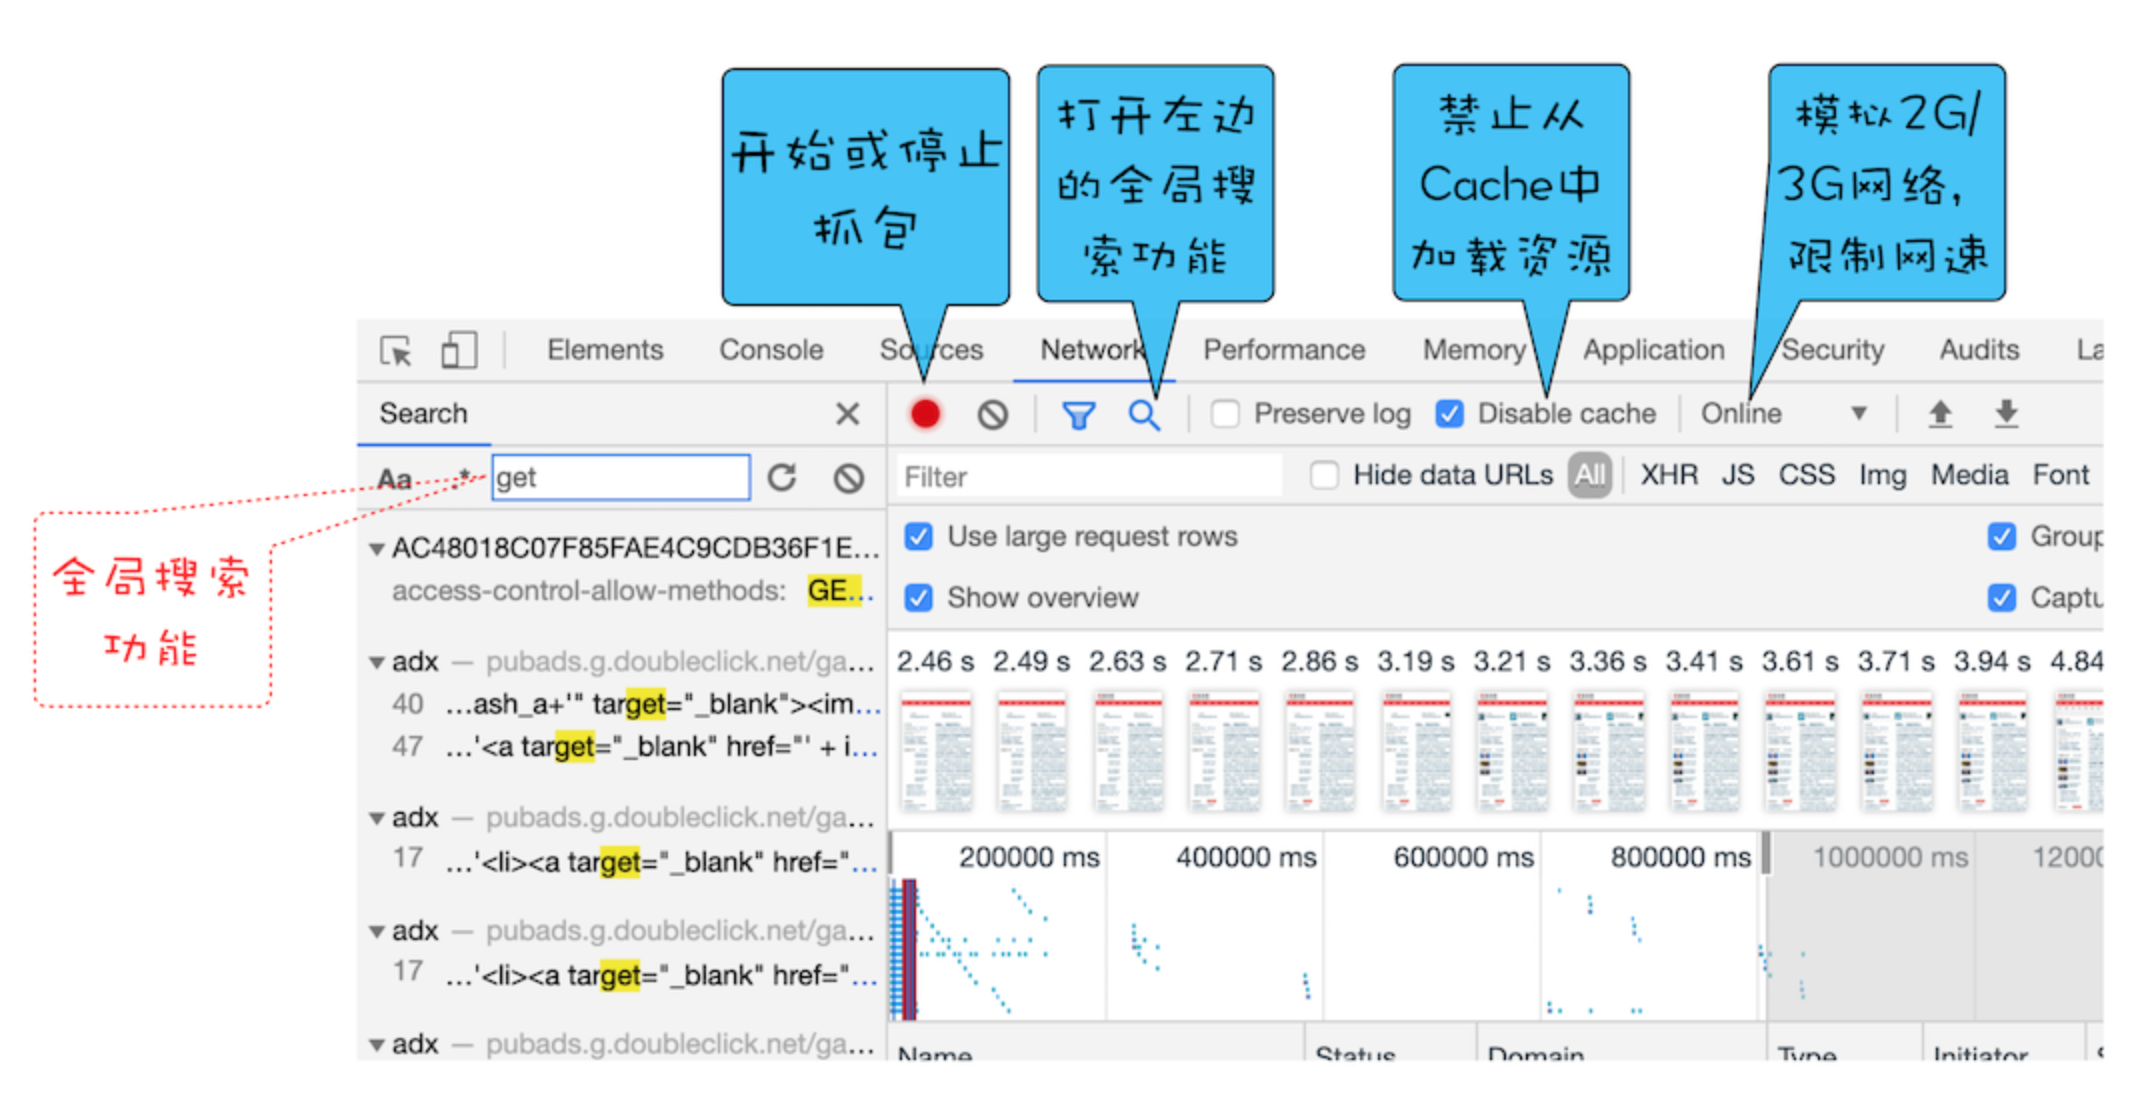 开始或停止
抓包
打开左边
的全局搜
索功能
禁止从
Cache中
加载资源
模拟2G/
3G网络,
限制网速
Elements Console Sources Network Performance Memory Application Security Audits La
Search
Preserve log Disable cache Online
Aa .* get
Filter Hide data URLs All XHR JS CSS Img Media Font
全局搜索
功能
AC48018C07F85FAE4C9CDB36F1E...
access-control-allow-methods: GE...
Use large request rows Group
Show overview Captu
adx — pubads.g.doubleclick.net/ga...
40 ...ash_a+'" target="_blank"><im...
47 ...'<a target="_blank" href="' + i...
adx — pubads.g.doubleclick.net/ga...
17 ...'<li><a target="_blank" href="...
adx — pubads.g.doubleclick.net/ga...
17 ...'<li><a target="_blank" href="...
adx — pubads.g.doubleclick.net/ga...
2.46 s 2.49 s 2.63 s 2.71 s 2.86 s 3.19 s 3.21 s 3.36 s 3.41 s 3.61 s 3.71 s 3.94 s 4.84
200000 ms 400000 ms 600000 ms 800000 ms 1000000 ms 12000
Name Status Domain Type Initiator